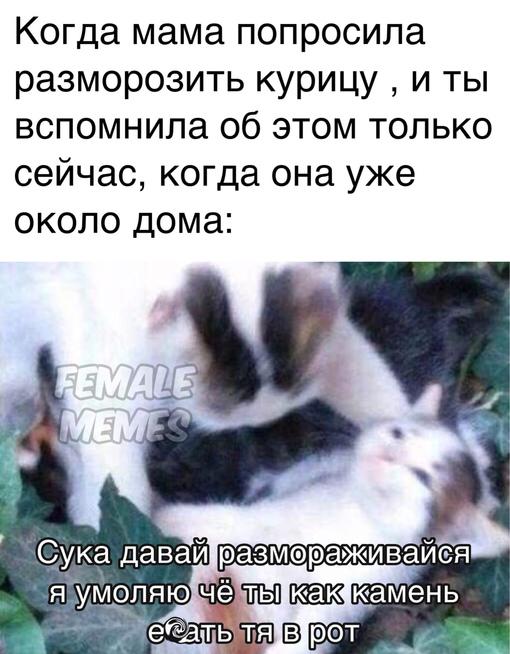 Когда мама попросила
разморозить курицу , и ты
вспомнила об этом только
сейчас, когда она уже
около дома:
FEMALE
MEMES
Сука давай размораживайся
я умоляю чё ты как камень
е🌀ать тя в рот